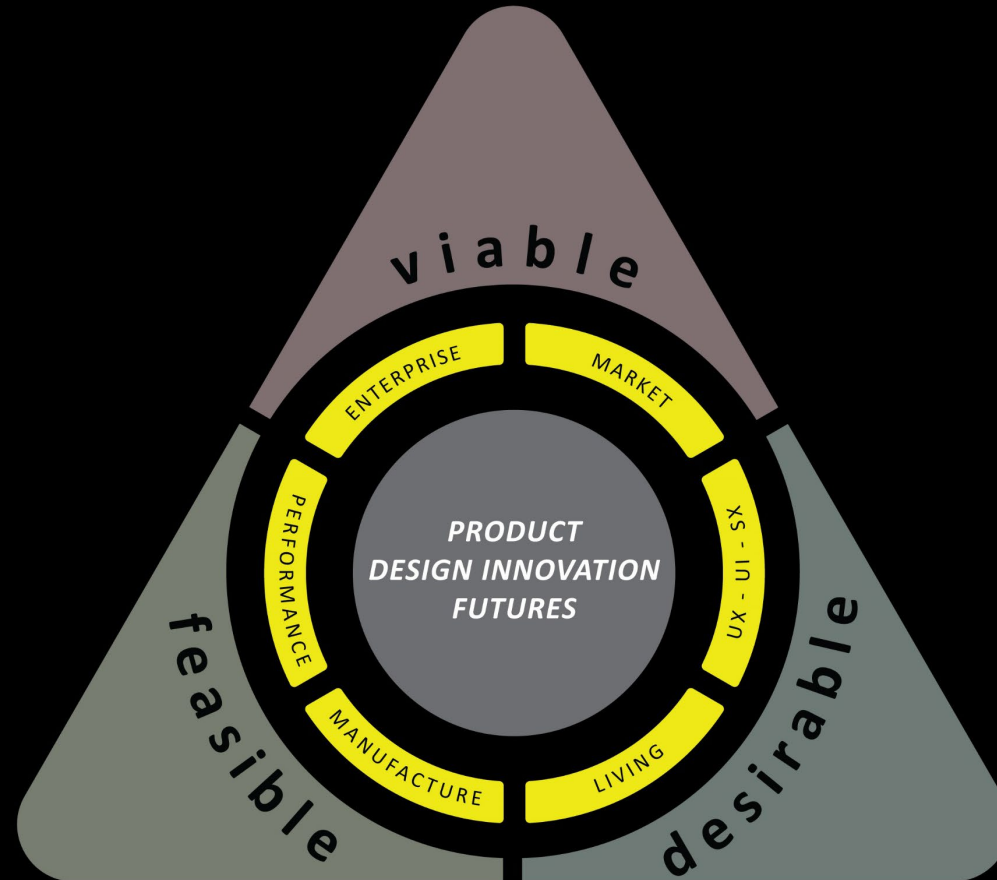 viable
ENTERPRISE
MARKET
PERFORMANCE
UX - UI - SX
PRODUCT
DESIGN INNOVATION
FUTURES
MANUFACTURE
LIVING
feasible
desirable